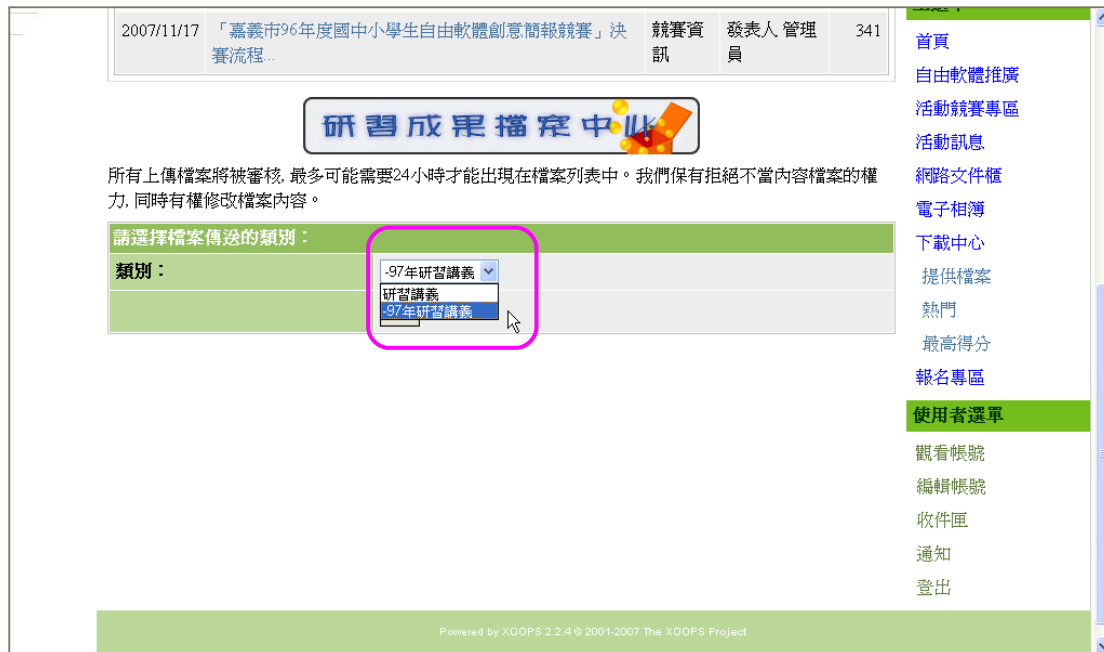 2007/11/17 「嘉義市96年度國中小學生自由軟體創意簡報競賽」決賽流程... 競賽資訊 發表人 管理員 341
研習成果檔案中心
所有上傳檔案將被審核, 最多可能需要24小時才能出現在檔案列表中。我們保有拒絕不當內容檔案的權
力, 同時有權修改檔案內容。
請選擇檔案傳送的類別：
類別：
-97年研習講義
研習講義
-97年研習講義
首頁
自由軟體推廣
活動競賽專區
活動訊息
網路文件櫃
電子相簿
下載中心
提供檔案
熱門
最高得分
報名專區
使用者選單
觀看帳號
編輯帳號
收件匣
通知
登出
Powered by XOOPS 2.2.4 © 2001-2007 The XOOPS Project